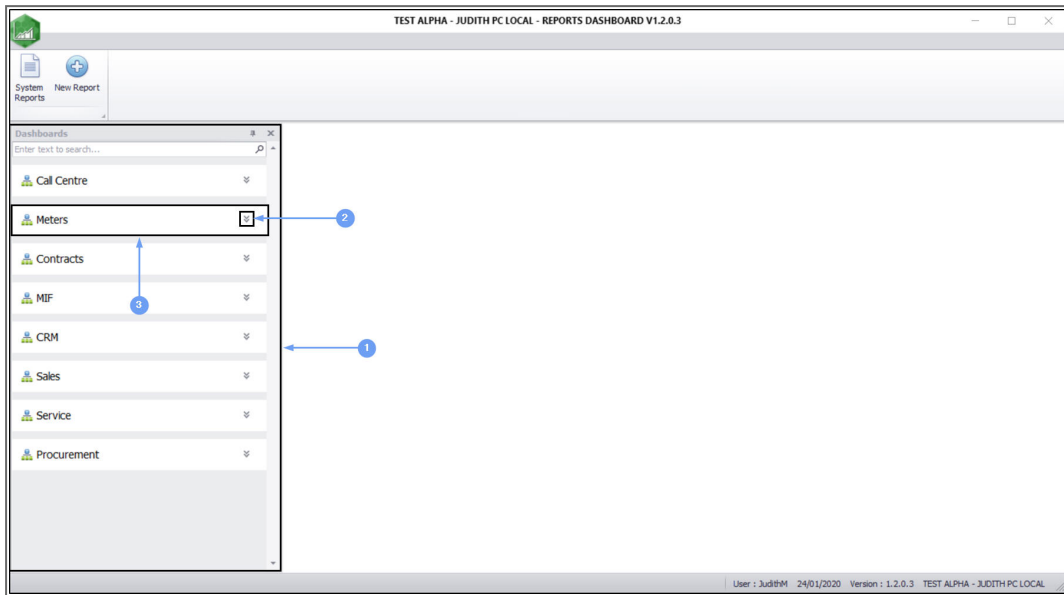 TEST ALPHA - JUDITH PC LOCAL - REPORTS DASHBOARD V1.2.0.3
System Reports
New Report
Dashboards
Enter text to search...
Call Centre
Meters
2
Contracts
MIF
3
CRM
1
Sales
Service
Procurement
User : JudithM 24/01/2020 Version : 1.2.0.3 TEST ALPHA - JUDITH PC LOCAL